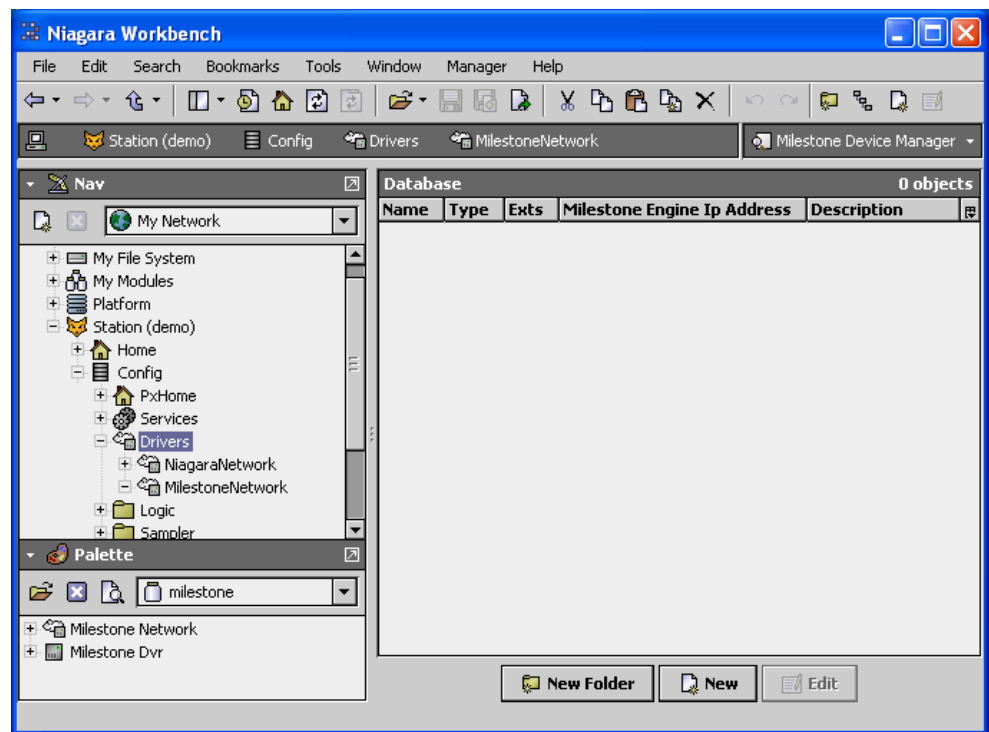 Niagara Workbench
File Edit Search Bookmarks Tools Window Manager Help
Station (demo) Config Drivers MilestoneNetwork Milestone Device Manager
Nav
My Network
My File System
My Modules
Platform
Station (demo)
Home
Config
PxHome
Services
Drivers
NiagaraNetwork
MilestoneNetwork
Logic
Sampler
Palette
milestone
Milestone Network
Milestone Dvr
Database 0 objects
Name Type Exts Milestone Engine Ip Address Description
New Folder New Edit